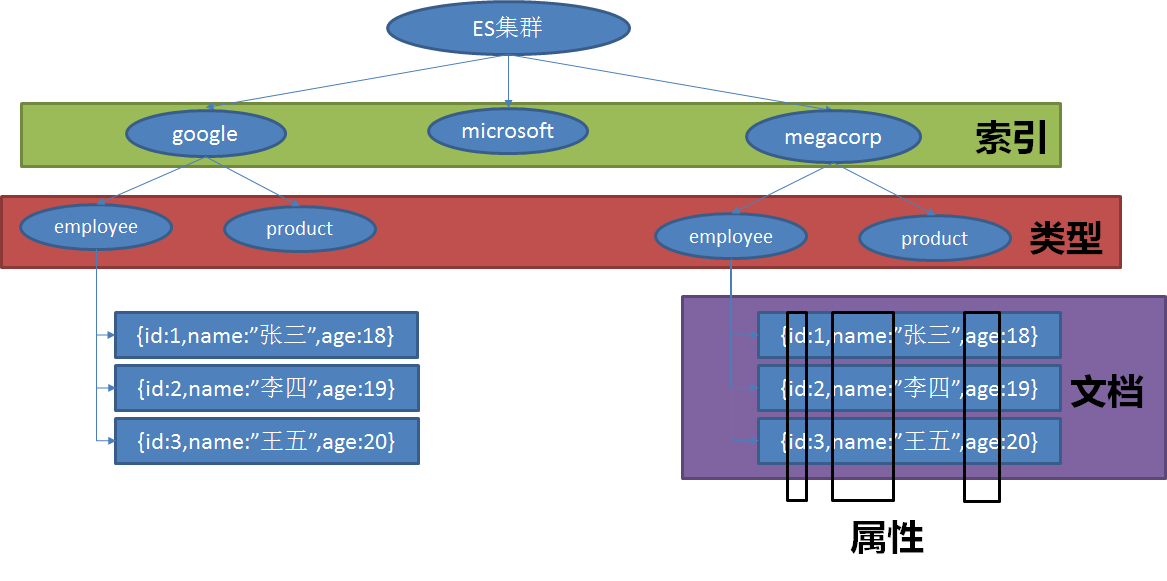 ES集群
google
microsoft
megacorp
索引
employee
product
employee
product
类型
{id:1,name:”张三”,age:18}
{id:2,name:”李四”,age:19}
{id:3,name:”王五”,age:20}
{id:1,name:”张三”,age:18}
{id:2,name:”李四”,age:19}
{id:3,name:”王五”,age:20}
文档
属性